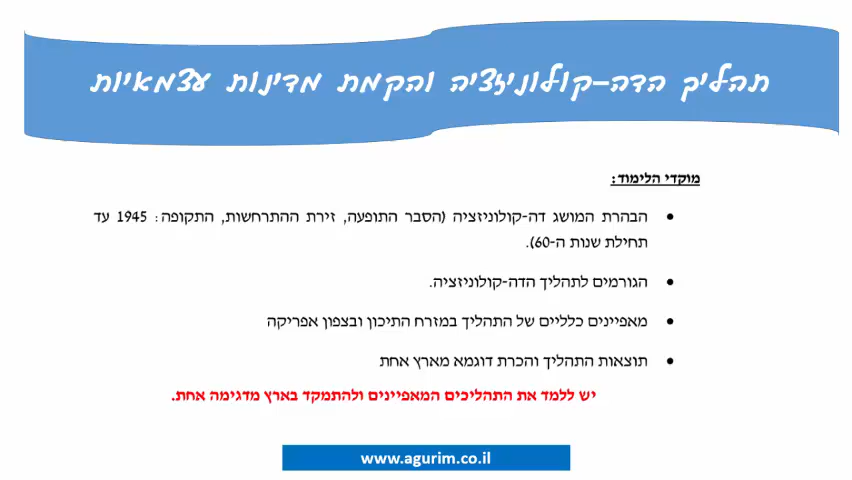 תהליך הדה-קולוניזציה והקמת מדינות עצמאיות
מוקדי הלימוד:
• הבהרת המושג דה-קולוניזציה (הסבר התופעה, זירת ההתרחשות, התקופה: 1945 עד
תחילת שנות ה-60).
• הגורמים לתהליך הדה-קולוניזציה.
• מאפיינים כלליים של התהליך במזרח התיכון ובצפון אפריקה
• תוצאות התהליך והכרת דוגמא מארץ אחת
יש ללמד את התהליכים המאפיינים ולהתמקד בארץ מדגימה אחת.
www.agurim.co.il